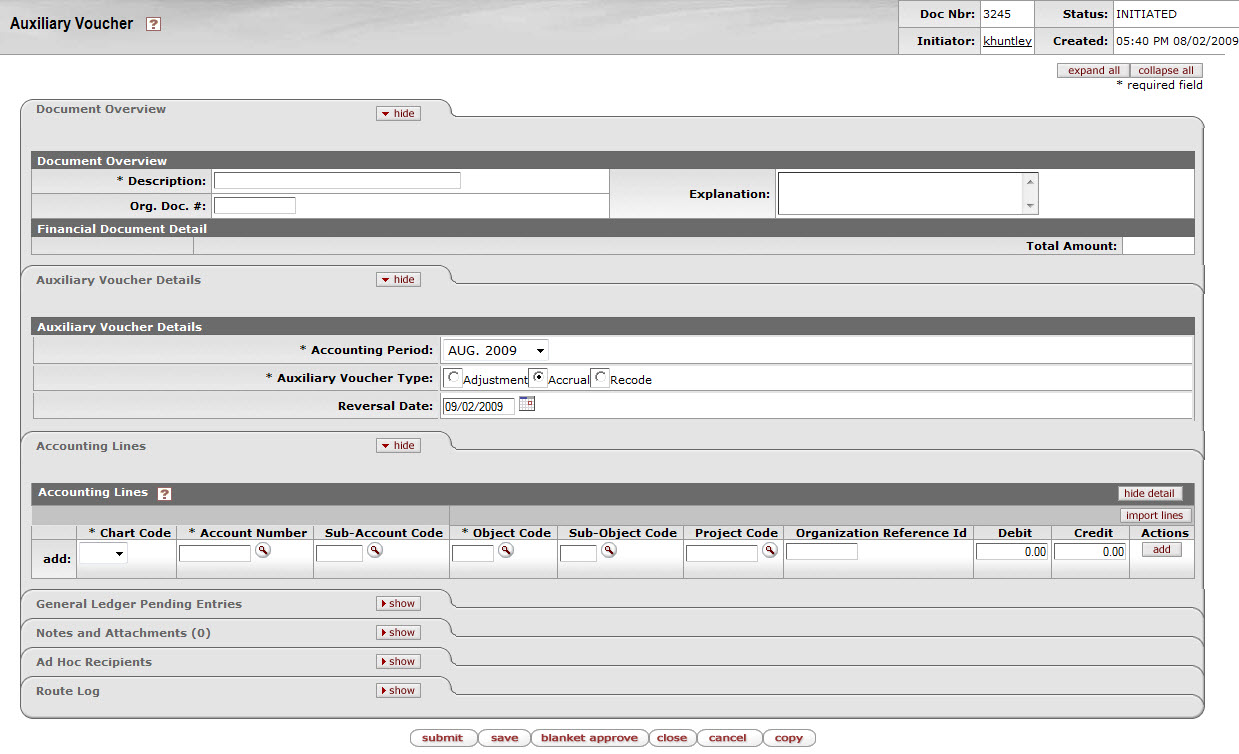 Auxiliary Voucher ?
Doc Nbr: 3245 Status: INITIATED
Initiator: khuntley Created: 05:40 PM 08/02/2009
expand all collapse all
* required field
Document Overview hide
Document Overview
* Description: Explanation:
Org. Doc. #:
Financial Document Detail
Total Amount:
Auxiliary Voucher Details hide
Auxiliary Voucher Details
* Accounting Period: AUG. 2009
* Auxiliary Voucher Type: Adjustment Accrual Recode
Reversal Date: 09/02/2009
Accounting Lines hide
Accounting Lines ? hide detail
import lines
* Chart Code * Account Number Sub-Account Code * Object Code Sub-Object Code Project Code Organization Reference Id Debit Credit Actions
add: 0.00 0.00 add
General Ledger Pending Entries show
Notes and Attachments (0) show
Ad Hoc Recipients show
Route Log show
submit save blanket approve close cancel copy